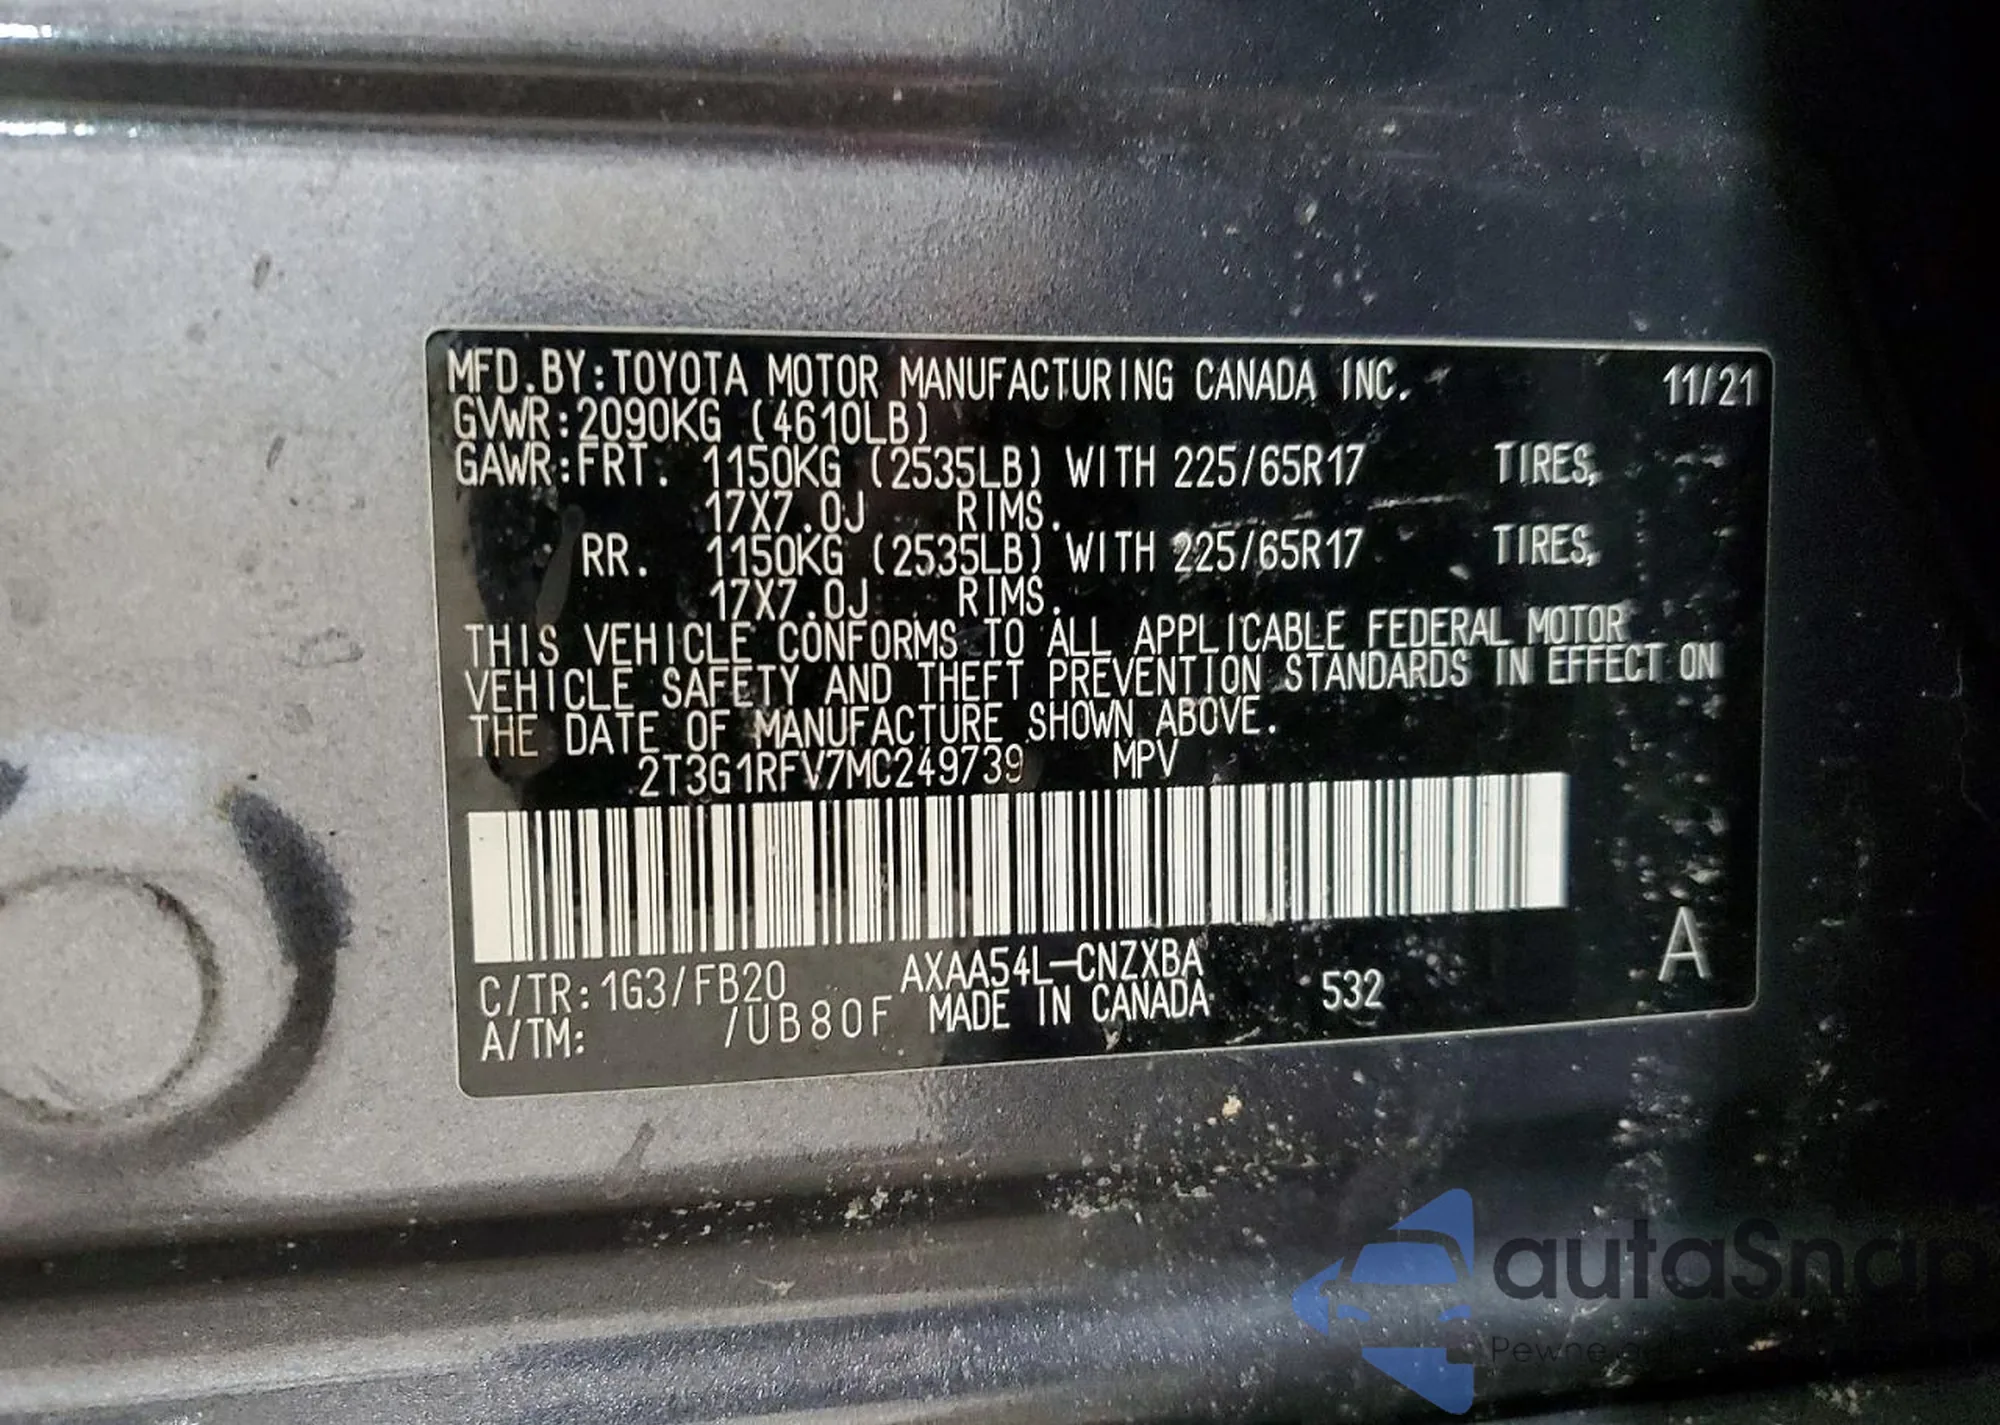 MFD.BY:TOYOTA MOTOR MANUFACTURING CANADA INC. 11/21
GVWR:2090KG (4610LB)
GAWR:FRT. 1150KG (2535LB) WITH 225/65R17 TIRES,
17X7.0J RIMS.
RR. 1150KG (2535LB) WITH 225/65R17 TIRES,
17X7.0J RIMS.
THIS VEHICLE CONFORMS TO ALL APPLICABLE FEDERAL MOTOR
VEHICLE SAFETY AND THEFT PREVENTION STANDARDS IN EFFECT ON
THE DATE OF MANUFACTURE SHOWN ABOVE.
2T3G1RFV7MC249739 MPV
C/TR:1G3/FB20 AXAA54L-CNZXBA 532 A
A/TM: /UB80F MADE IN CANADA
autaSnap
Pewne